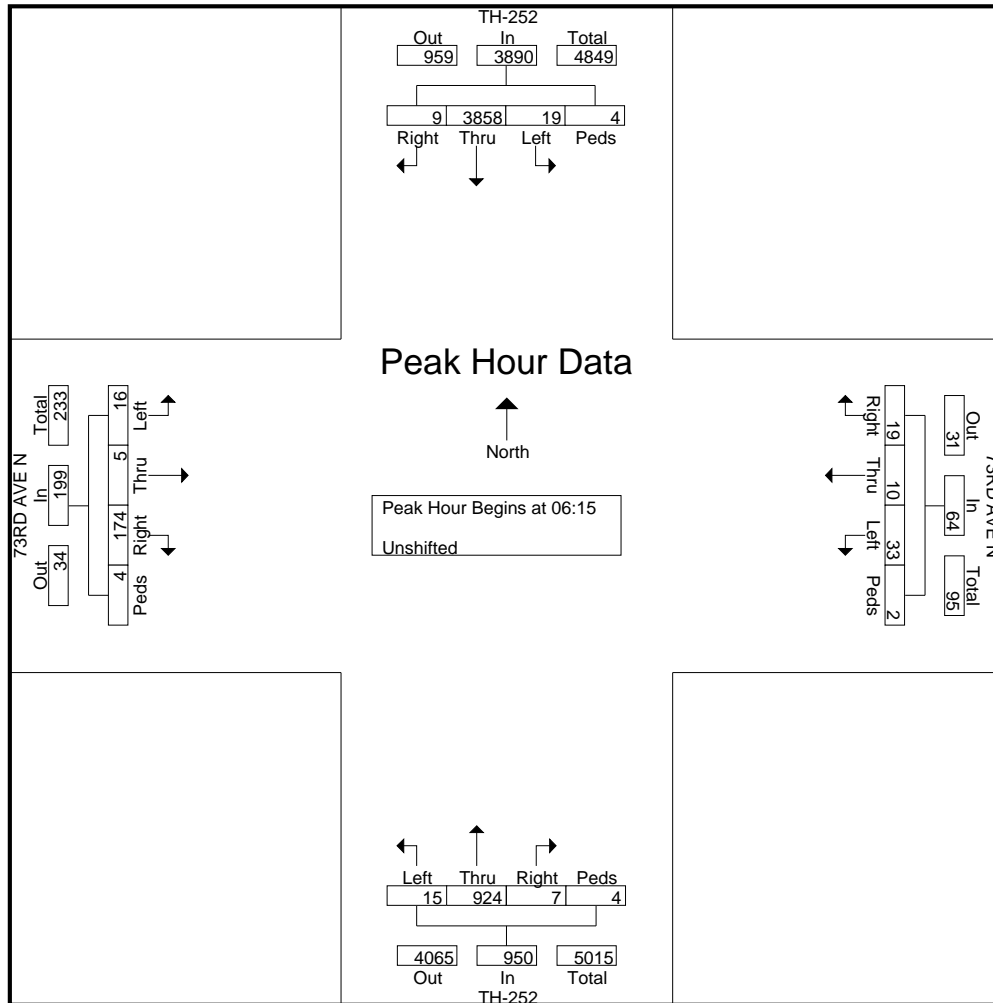 TH-252
Out In Total
959 3890 4849
9 3858 19 4
Right Thru Left Peds
Peak Hour Data
North
Peak Hour Begins at 06:15
Unshifted
73RD AVE N
Total In Out
233 199 34
16 5 174 4
Left Thru Right Peds
Right Thru Left Peds
19 10 33 2
Out In Total
31 64 95
73RD AVE N
Left Thru Right Peds
15 924 7 4
4065 950 5015
Out In Total
TH-252